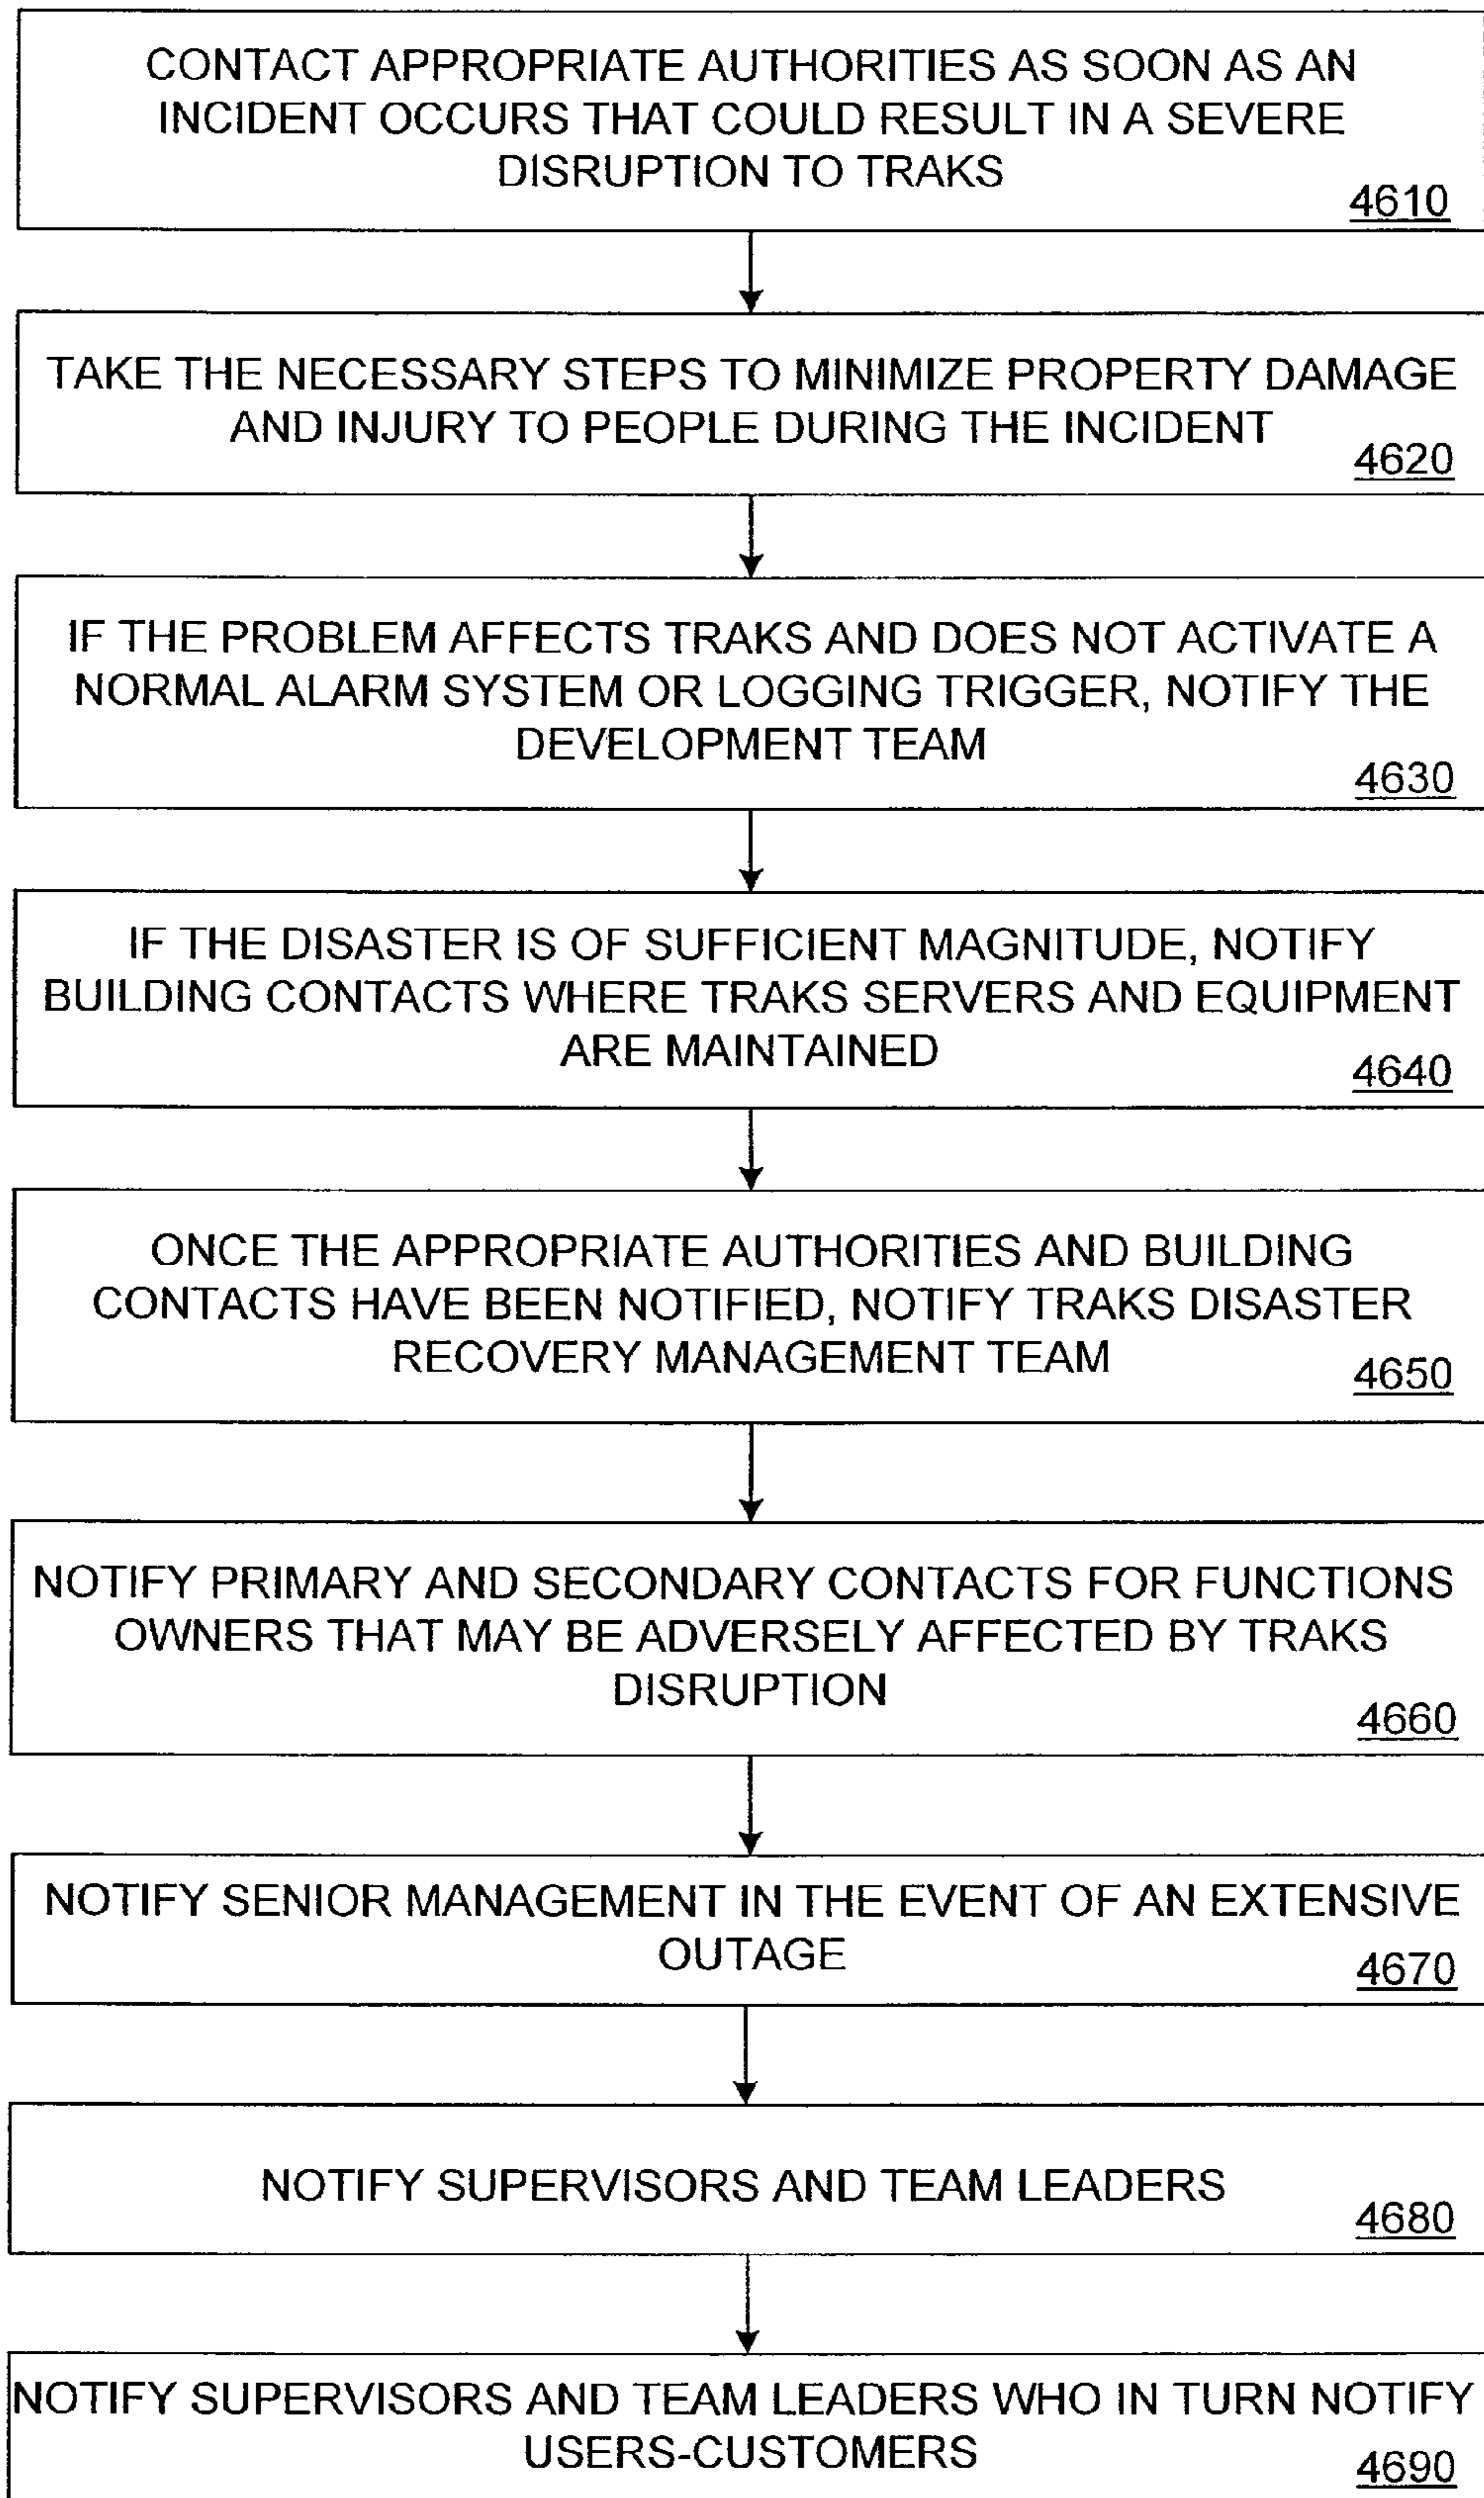 CONTACT APPROPRIATE AUTHORITIES AS SOON AS AN
INCIDENT OCCURS THAT COULD RESULT IN A SEVERE
DISRUPTION TO TRAKS
4610
TAKE THE NECESSARY STEPS TO MINIMIZE PROPERTY DAMAGE
AND INJURY TO PEOPLE DURING THE INCIDENT
4620
IF THE PROBLEM AFFECTS TRAKS AND DOES NOT ACTIVATE A
NORMAL ALARM SYSTEM OR LOGGING TRIGGER, NOTIFY THE
DEVELOPMENT TEAM
4630
IF THE DISASTER IS OF SUFFICIENT MAGNITUDE, NOTIFY
BUILDING CONTACTS WHERE TRAKS SERVERS AND EQUIPMENT
ARE MAINTAINED
4640
ONCE THE APPROPRIATE AUTHORITIES AND BUILDING
CONTACTS HAVE BEEN NOTIFIED, NOTIFY TRAKS DISASTER
RECOVERY MANAGEMENT TEAM
4650
NOTIFY PRIMARY AND SECONDARY CONTACTS FOR FUNCTIONS
OWNERS THAT MAY BE ADVERSELY AFFECTED BY TRAKS
DISRUPTION
4660
NOTIFY SENIOR MANAGEMENT IN THE EVENT OF AN EXTENSIVE
OUTAGE
4670
NOTIFY SUPERVISORS AND TEAM LEADERS
4680
NOTIFY SUPERVISORS AND TEAM LEADERS WHO IN TURN NOTIFY
USERS-CUSTOMERS
4690